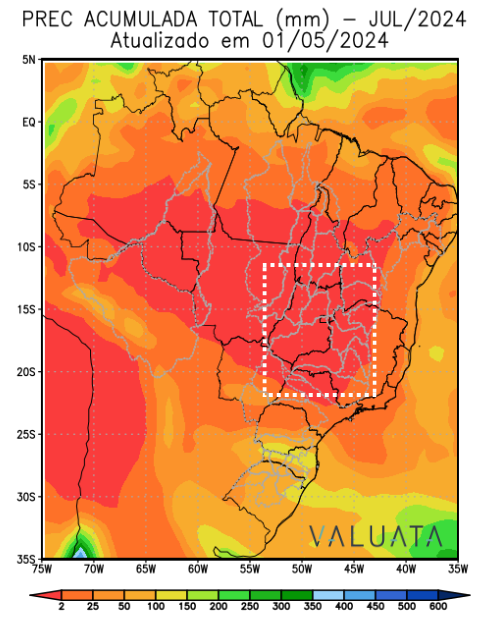 PREC ACUMULADA TOTAL (mm) – JUL/2024
Atualizado em 01/05/2024
5N
EQ
5S
10S
15S
20S
25S
30S
35S
VALUATA
75W 70W 65W 60W 55W 50W 45W 40W 35W
2 25 50 100 150 200 250 300 350 400 450 500 600